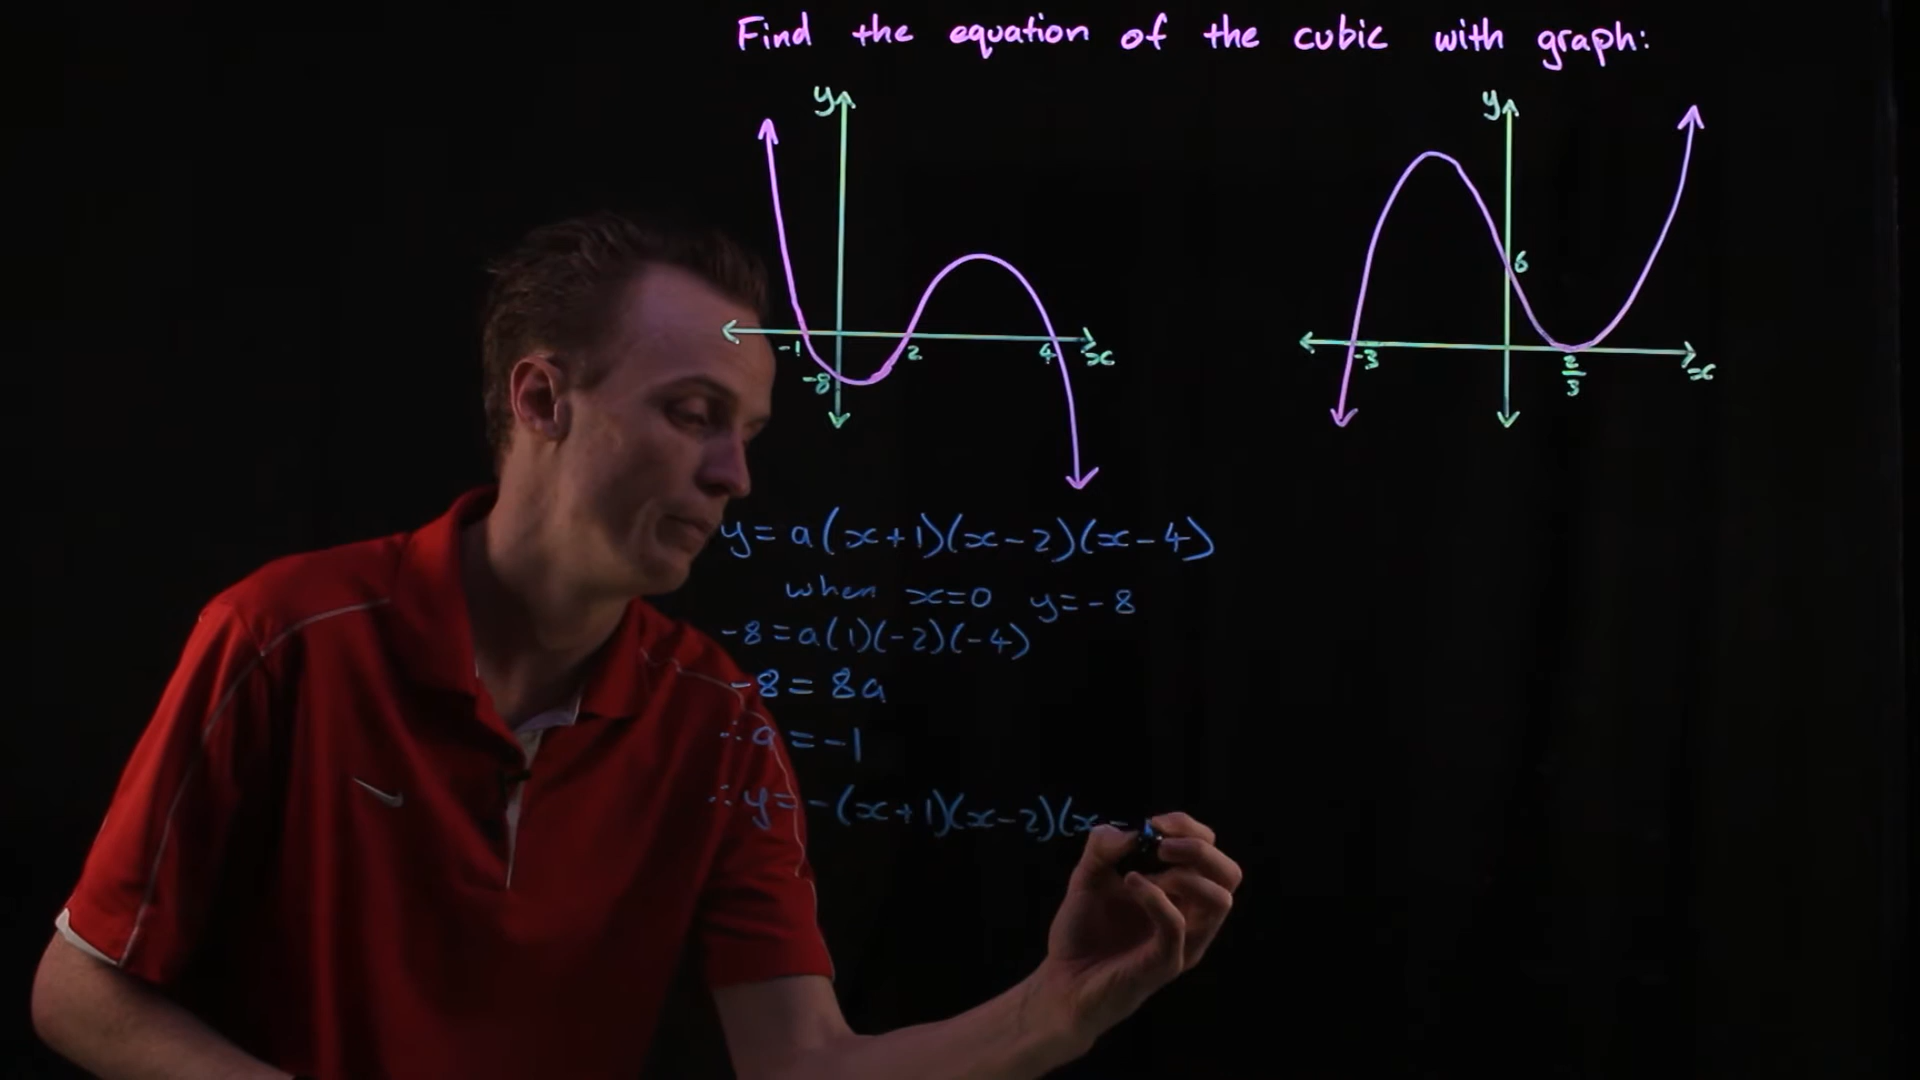 Find the equation of the cubic with graph:
y
y
6
-1
2
4
x
-8
-3
2/3
x
y=a(x+1)(x-2)(x-4)
when x=0 y=-8
-8=a(1)(-2)(-4)
-8=8a
∴a=-1
∴y=-(x+1)(x-2)(x-